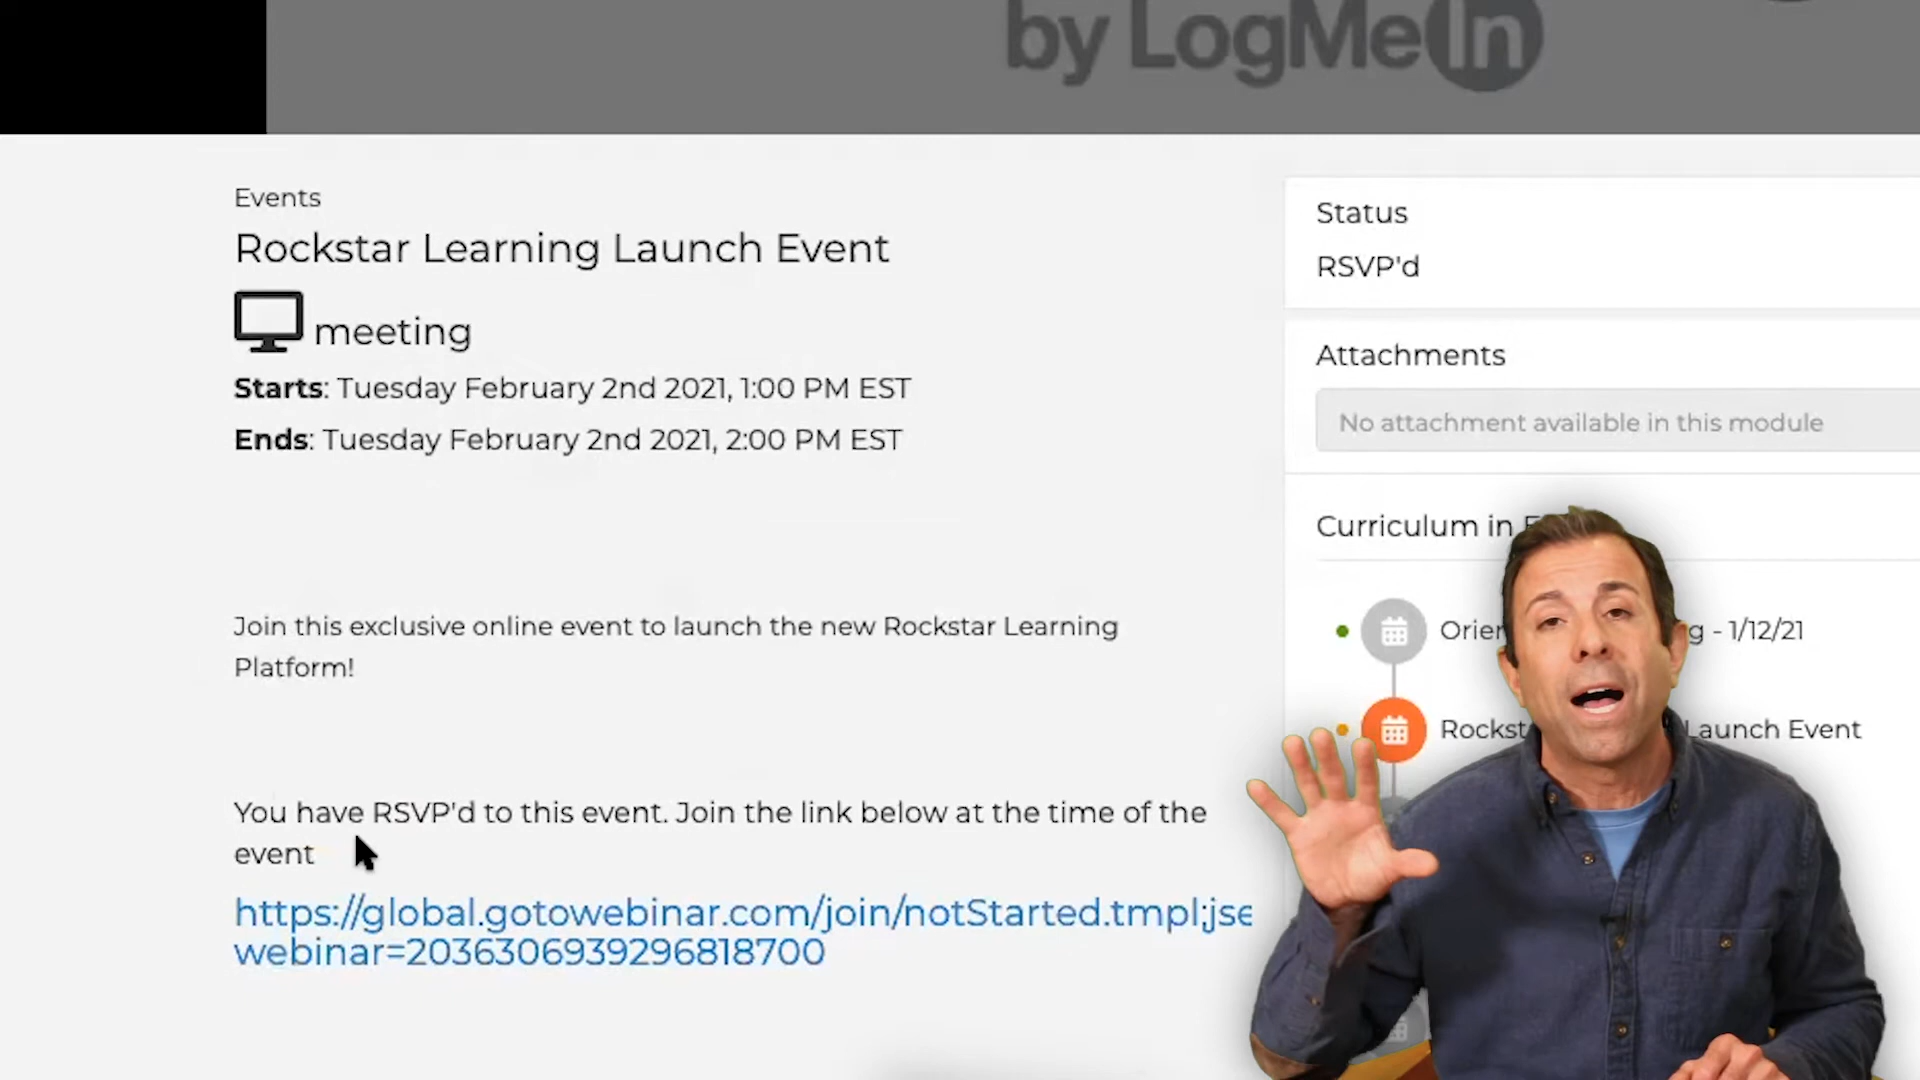 by LogMeIn
Events
Rockstar Learning Launch Event
meeting
Starts: Tuesday February 2nd 2021, 1:00 PM EST
Ends: Tuesday February 2nd 2021, 2:00 PM EST
Join this exclusive online event to launch the new Rockstar Learning
Platform!
You have RSVP'd to this event. Join the link below at the time of the
event
https://global.gotowebinar.com/join/notStarted.tmpl;jse
webinar=2036306939296818700
Status
RSVP'd
Attachments
No attachment available in this module
Curriculum in
- 1/12/21
Launch Event